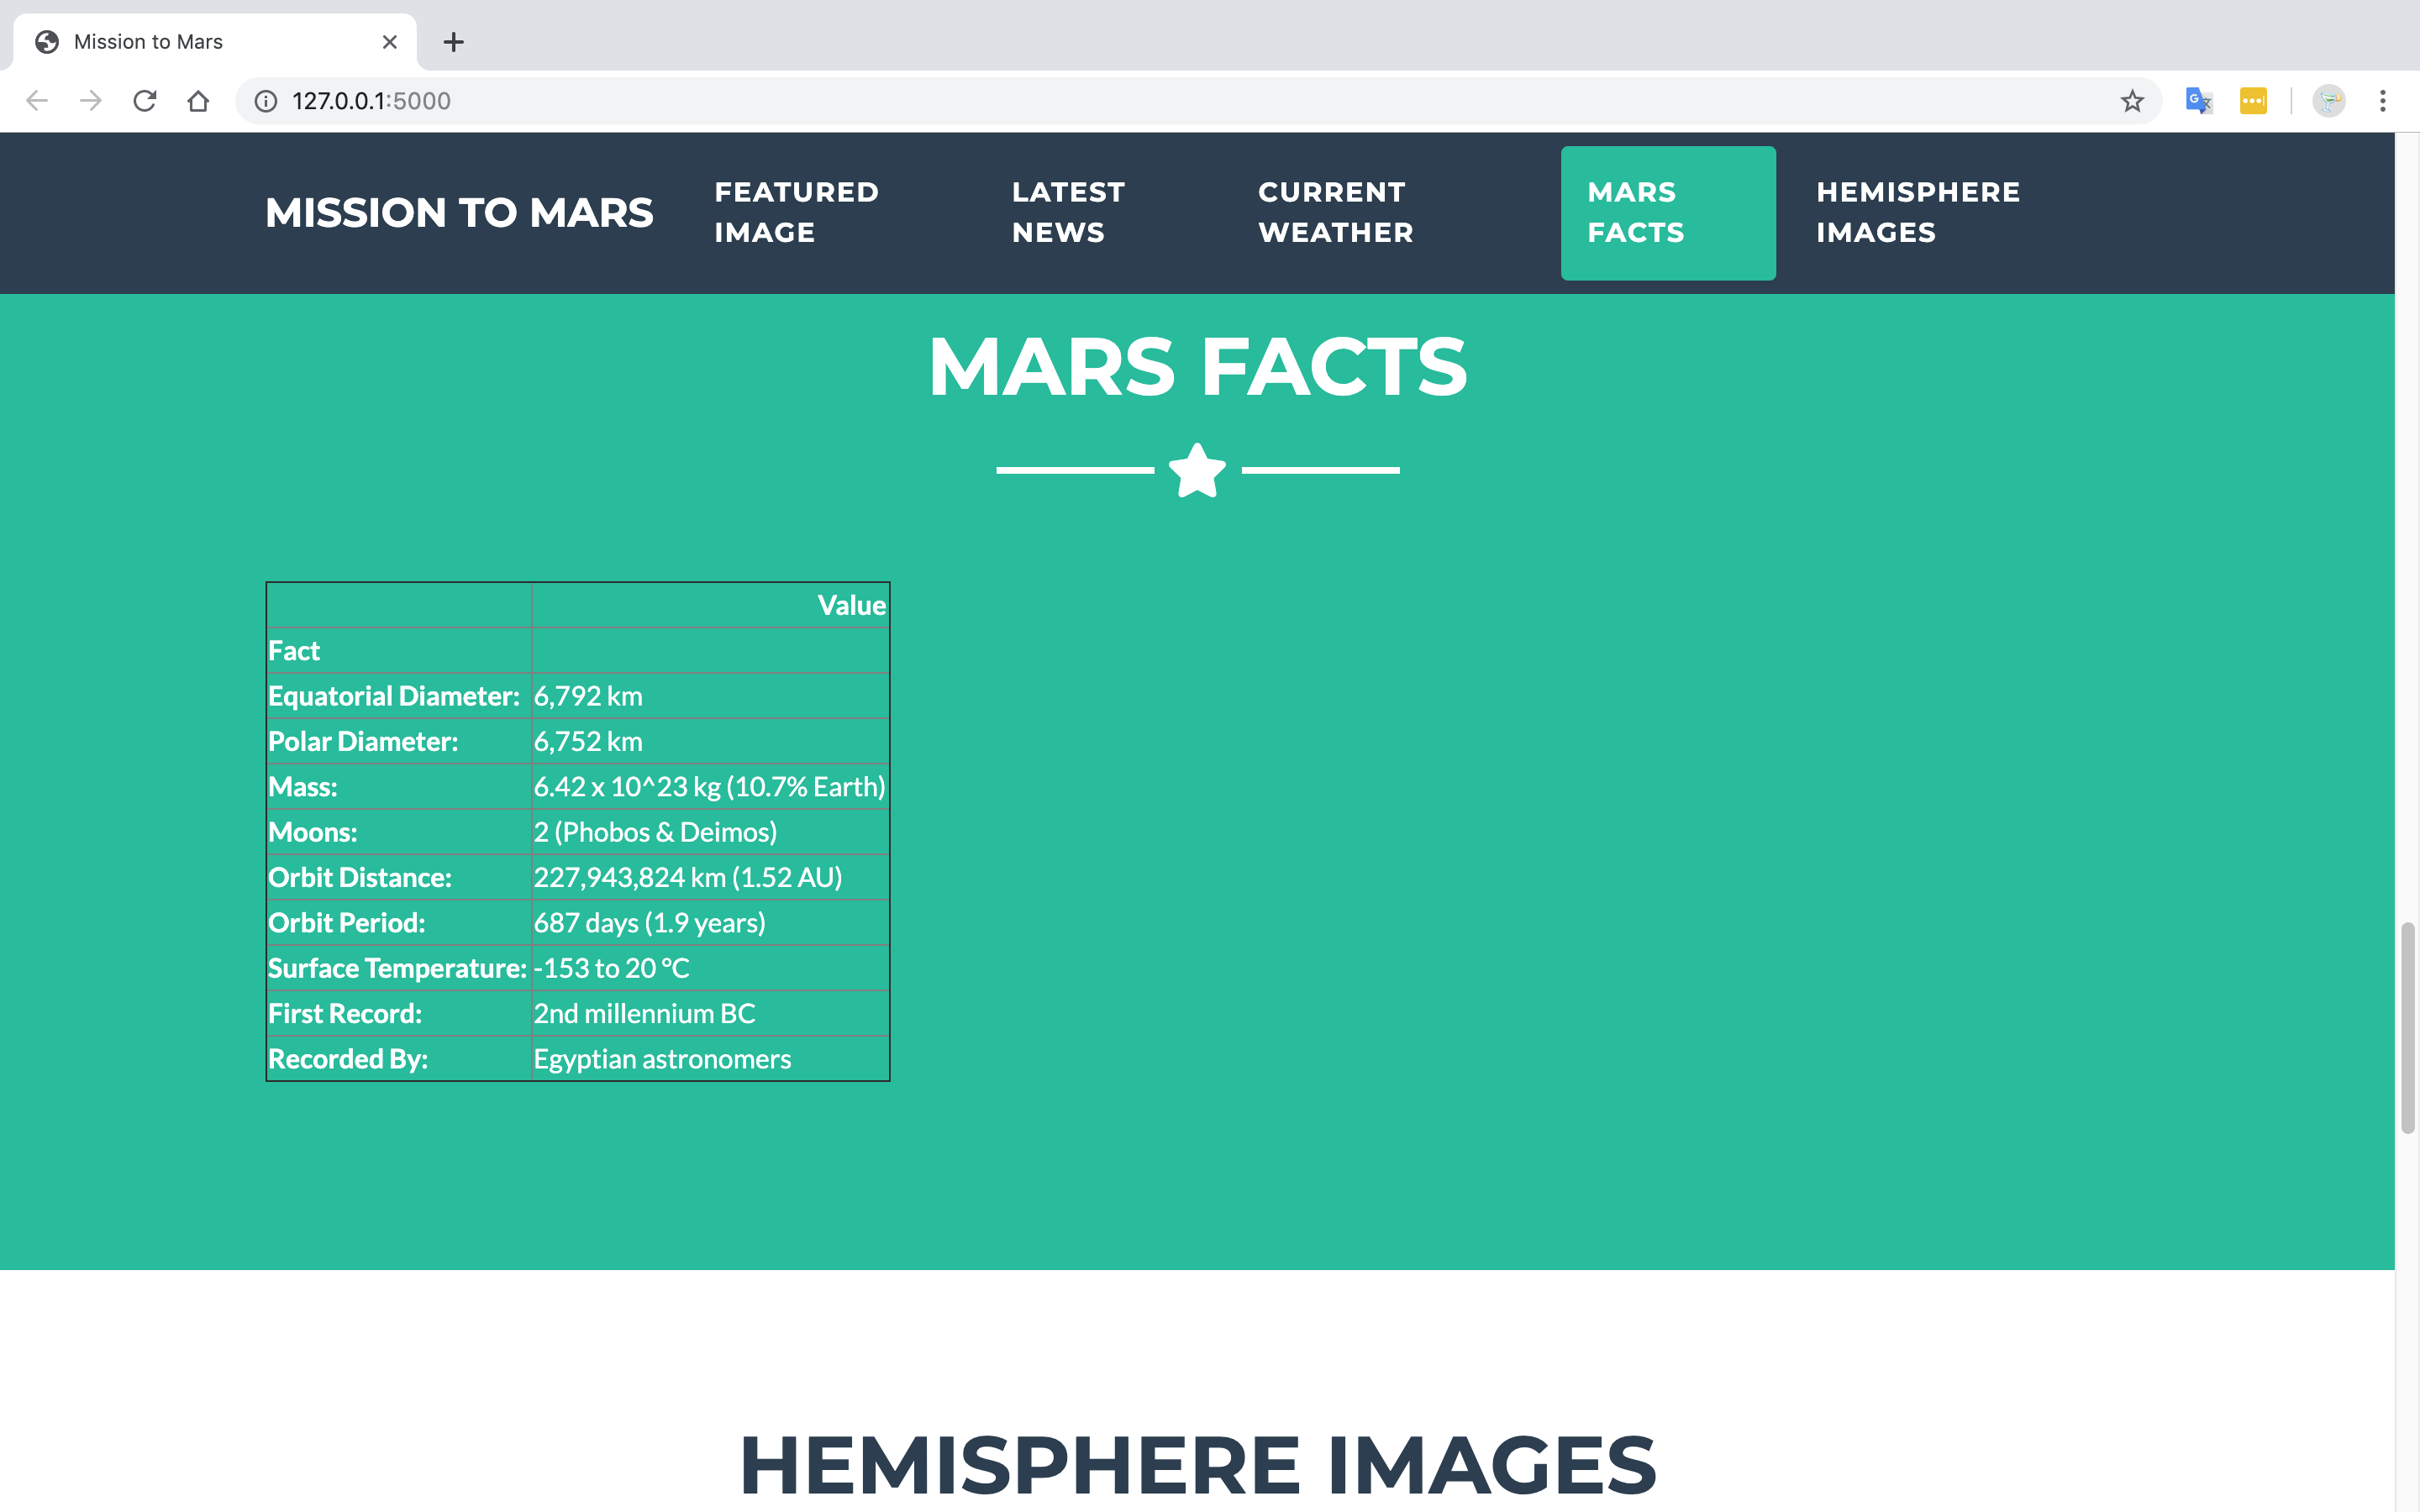 Mission to Mars
127.0.0.1:5000
MISSION TO MARS
FEATURED IMAGE
LATEST NEWS
CURRENT WEATHER
MARS FACTS
HEMISPHERE IMAGES
MARS FACTS
Value
Fact
Equatorial Diameter: 6,792 km
Polar Diameter: 6,752 km
Mass: 6.42 x 10^23 kg (10.7% Earth)
Moons: 2 (Phobos & Deimos)
Orbit Distance: 227,943,824 km (1.52 AU)
Orbit Period: 687 days (1.9 years)
Surface Temperature: -153 to 20 °C
First Record: 2nd millennium BC
Recorded By: Egyptian astronomers
HEMISPHERE IMAGES